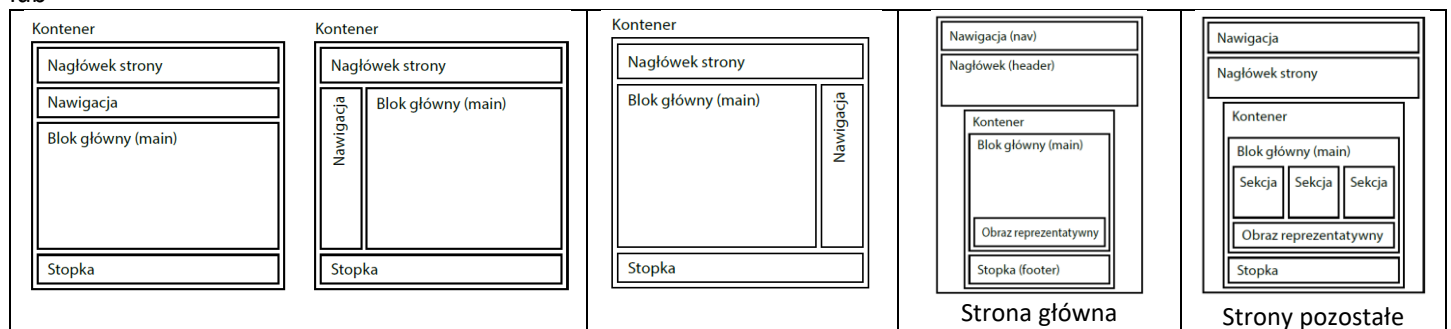 Kontener
Nagłówek strony
Nawigacja
Blok główny (main)
Stopka
Kontener
Nagłówek strony
Nawigacja
Blok główny (main)
Stopka
Kontener
Nagłówek strony
Blok główny (main)
Nawigacja
Stopka
Nawigacja (nav)
Nagłówek (header)
Kontener
Blok główny (main)
Obraz reprezentatywny
Stopka (footer)
Strona główna
Nawigacja
Nagłówek strony
Kontener
Blok główny (main)
Sekcja Sekcja Sekcja
Obraz reprezentatywny
Stopka
Strony pozostałe